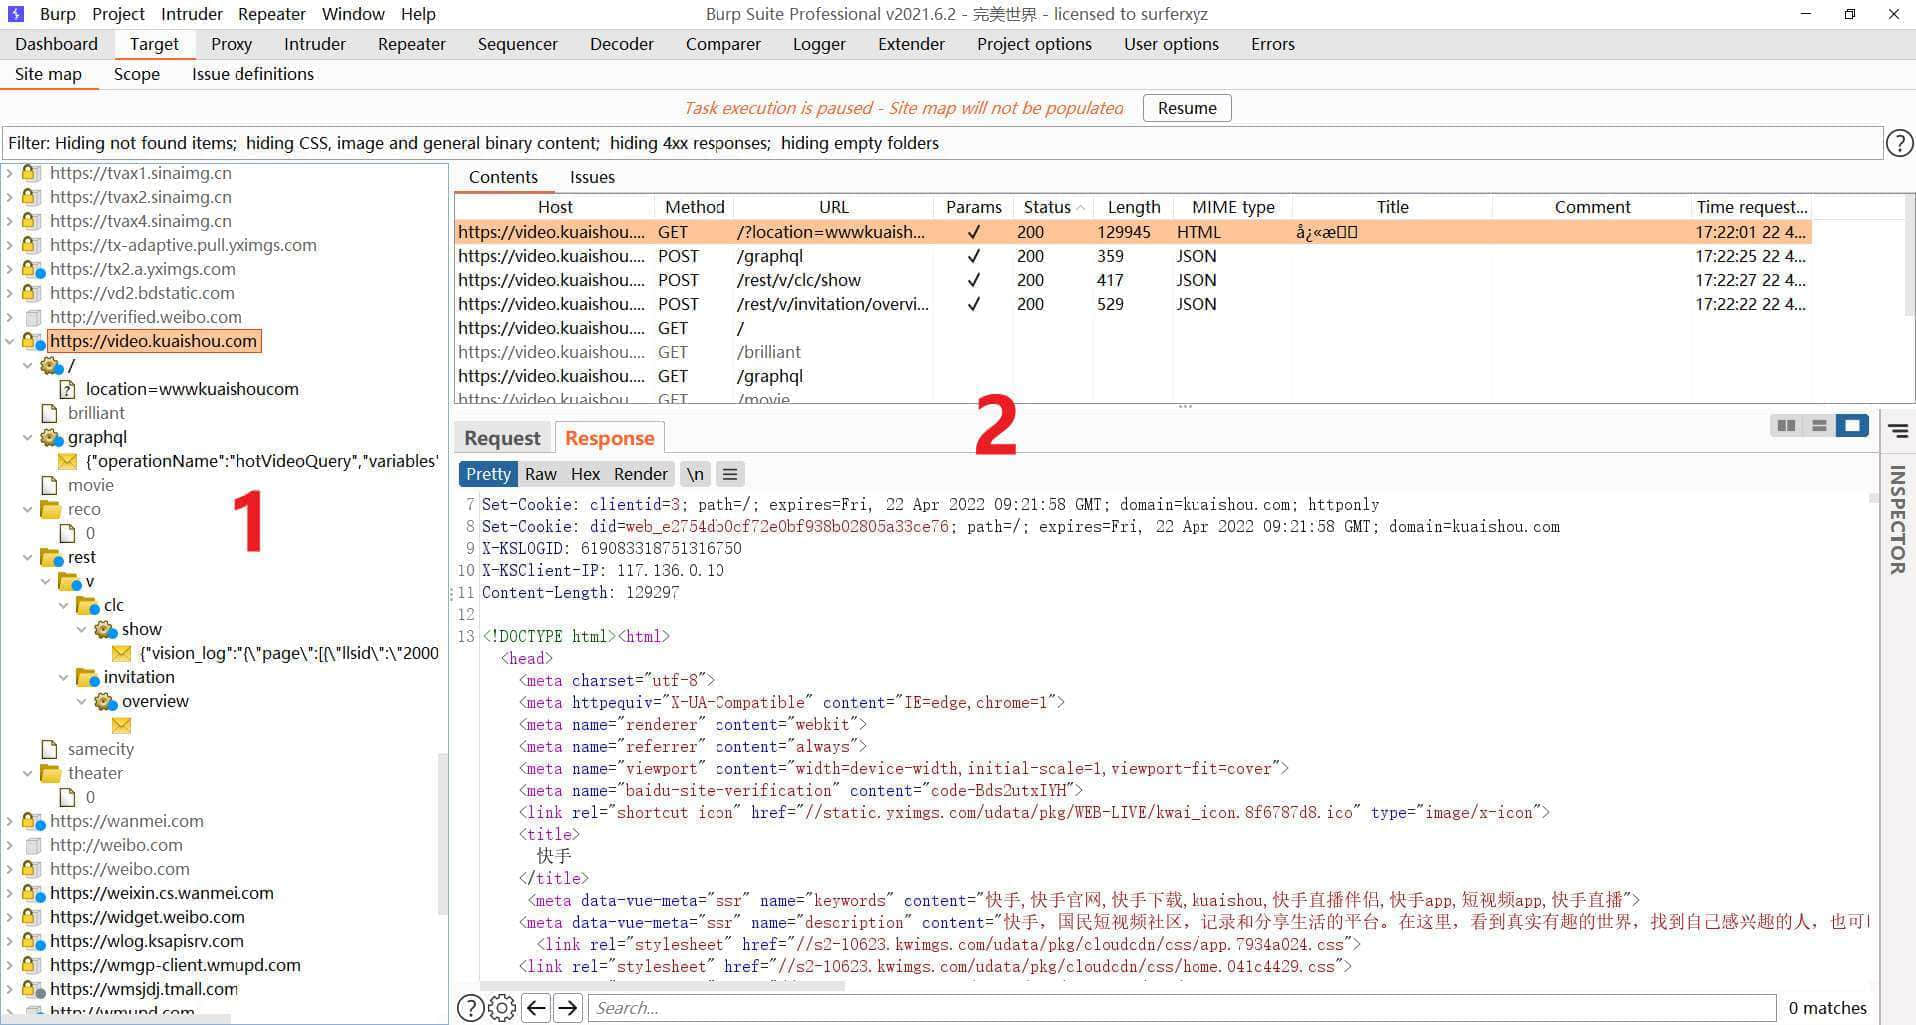 Burp Project Intruder Repeater Window Help
Burp Suite Professional v2021.6.2 - 完美世界 - licensed to surferxyz
Dashboard Target Proxy Intruder Repeater Sequencer Decoder Comparer Logger Extender Project options User options Errors
Site map Scope Issue definitions
Task execution is paused - Site map will not be populated Resume
Filter: Hiding not found items; hiding CSS, image and general binary content; hiding 4xx responses; hiding empty folders
https://tvax1.sinaimg.cn
https://tvax2.sinaimg.cn
https://tvax4.sinaimg.cn
https://tx-adaptive.pull.yximgs.com
https://tx2.a.yximgs.com
https://vd2.bdstatic.com
http://verified.weibo.com
https://video.kuaishou.com
/
location=wwwkuaishoucom
brilliant
graphql
{"operationName":"hotVideoQuery","variables"
movie
reco
0
rest
v
clc
show
{"vision_log":"{\"page\":[{\"llsid\":\"2000
invitation
overview
samecity
theater
0
https://wanmei.com
http://weibo.com
https://weibo.com
https://weixin.cs.wanmei.com
https://widget.weibo.com
https://wlog.ksapisrv.com
https://wmgp-client.wmupd.com
https://wmsjdj.tmall.com
http://wmupd.com
1
Contents Issues
Host Method URL Params Status Length MIME type Title Comment Time request...
https://video.kuaishou.... GET /?location=wwwkuaish... ✓ 200 129945 HTML å¿«æ 17:22:01 22 4...
https://video.kuaishou.... POST /graphql ✓ 200 359 JSON 17:22:25 22 4...
https://video.kuaishou.... POST /rest/v/clc/show ✓ 200 417 JSON 17:22:27 22 4...
https://video.kuaishou.... POST /rest/v/invitation/overvi... ✓ 200 529 JSON 17:22:22 22 4...
https://video.kuaishou.... GET /
https://video.kuaishou.... GET /brilliant
https://video.kuaishou.... GET /graphql
https://video.kuaishou.... GET /movie
2
Request Response
Pretty Raw Hex Render \n
INSPECTOR
7 Set-Cookie: clientid=3; path=/; expires=Fri, 22 Apr 2022 09:21:58 GMT; domain=kuaishou.com; httponly
8 Set-Cookie: did=web_e2754db0cf72e0bf938b02805a33ce76; path=/; expires=Fri, 22 Apr 2022 09:21:58 GMT; domain=kuaishou.com
9 X-KSLOGID: 619083318751316750
10 X-KSClient-IP: 117.136.0.10
11 Content-Length: 129297
12
13 <!DOCTYPE html><html>
<head>
<meta charset="utf-8">
<meta httpequiv="X-UA-Compatible" content="IE=edge,chrome=1">
<meta name="renderer" content="webkit">
<meta name="referrer" content="always">
<meta name="viewport" content="width=device-width,initial-scale=1,viewport-fit=cover">
<meta name="baidu-site-verification" content="code-Bds2utxIYH">
<link rel="shortcut icon" href="//static.yximgs.com/udata/pkg/WEB-LIVE/kwai_icon.8f6787d8.ico" type="image/x-icon">
<title>
快手
</title>
<meta data-vue-meta="ssr" name="keywords" content="快手,快手官网,快手下载,kuaishou,快手直播伴侣,快手app,短视频app,快手直播">
<meta data-vue-meta="ssr" name="description" content="快手，国民短视频社区，记录和分享生活的平台。在这里，看到真实有趣的世界，找到自己感兴趣的人，也可
<link rel="stylesheet" href="//s2-10623.kwimgs.com/udata/pkg/cloudcdn/css/app.7934a024.css">
<link rel="stylesheet" href="//s2-10623.kwimgs.com/udata/pkg/cloudcdn/css/home.041c4429.css">
Search... 0 matches